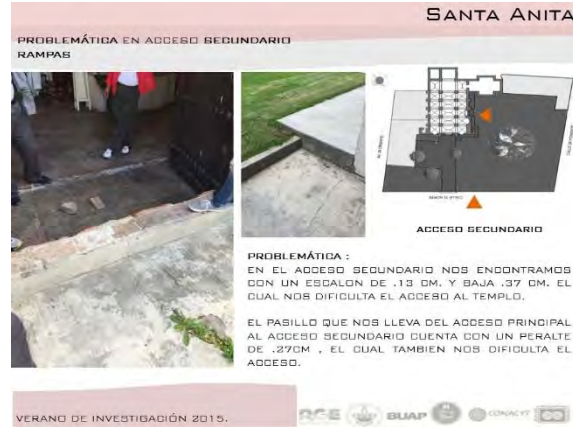 SANTA ANITA
PROBLEMÁTICA EN ACCESO SECUNDARIO
RAMPAS
ACCESO SECUNDARIO
PROBLEMÁTICA :
EN EL ACCESO SECUNDARIO NOS ENCONTRAMOS
CON UN ESCALON DE .13 CM. Y BAJA .37 CM. EL
CUAL NOS DIFICULTA EL ACCESO AL TEMPLO.
EL PASILLO QUE NOS LLEVA DEL ACCESO PRINCIPAL
AL ACCESO SECUNDARIO CUENTA CON UN PERALTE
DE .27CM , EL CUAL TAMBIEN NOS DIFICULTA EL
ACCESO.
VERANO DE INVESTIGACIÓN 2015.
BUAP
CONACYT